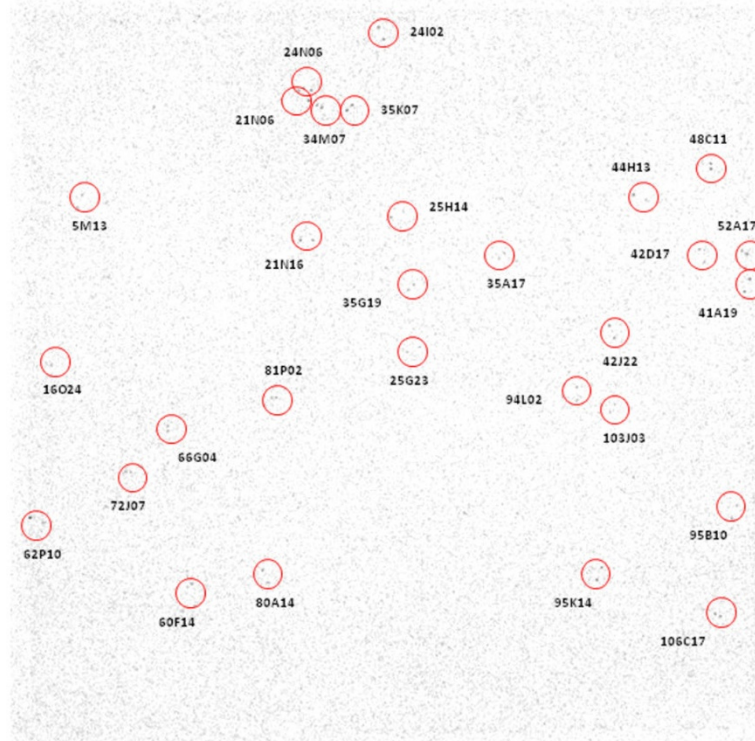 24I02
24N06
21N06
35K07
34M07
48C11
44H13
5M13
25H14
52A17
21N16
42D17
35A17
35G19
41A19
42J22
81P02
25G23
16O24
94L02
103J03
66G04
72J07
95B10
62P10
80A14
95K14
60F14
106C17